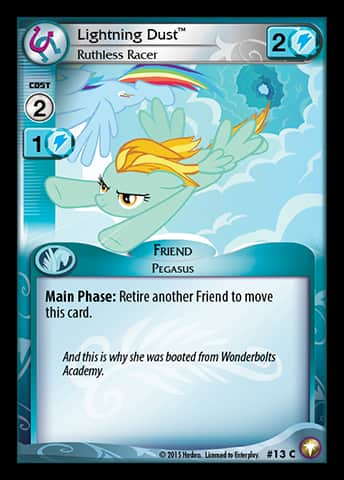 Lightning Dust™
Ruthless Racer
2
COST
2
1
FRIEND
PEGASUS
Main Phase: Retire another Friend to move
this card.
And this is why she was booted from Wonderbolts
Academy.
© 2015 Hasbro. Licensed to Enterplay. #13 C